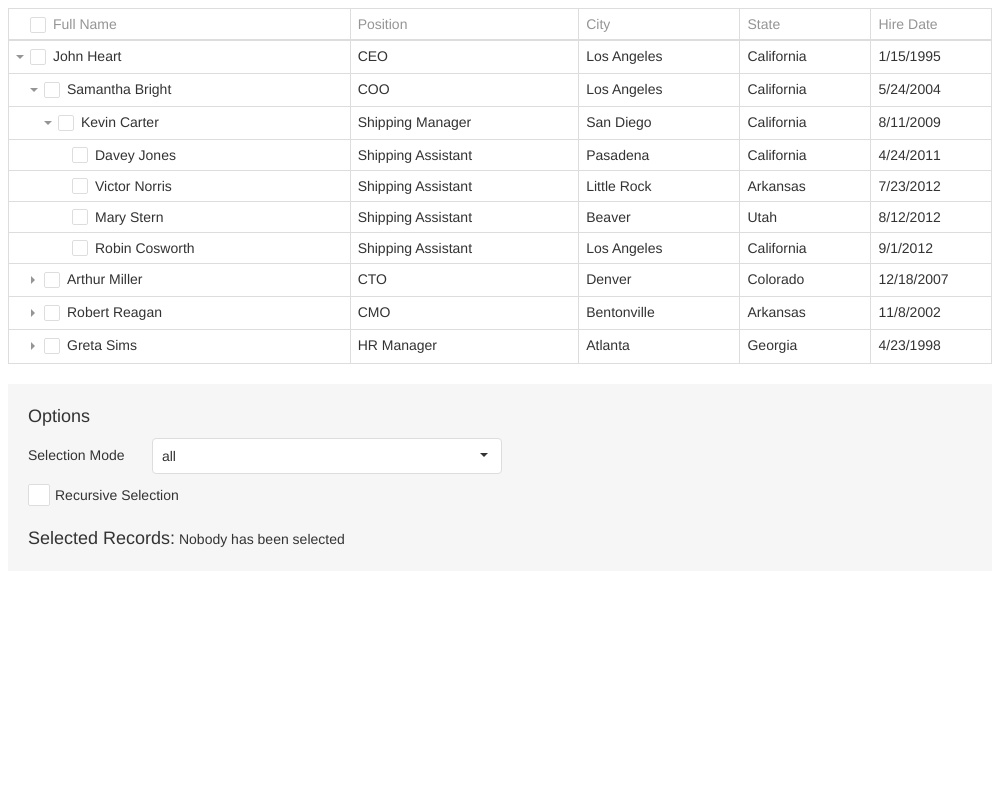 Full Name Position City State Hire Date
John Heart CEO Los Angeles California 1/15/1995
Samantha Bright COO Los Angeles California 5/24/2004
Kevin Carter Shipping Manager San Diego California 8/11/2009
Davey Jones Shipping Assistant Pasadena California 4/24/2011
Victor Norris Shipping Assistant Little Rock Arkansas 7/23/2012
Mary Stern Shipping Assistant Beaver Utah 8/12/2012
Robin Cosworth Shipping Assistant Los Angeles California 9/1/2012
Arthur Miller CTO Denver Colorado 12/18/2007
Robert Reagan CMO Bentonville Arkansas 11/8/2002
Greta Sims HR Manager Atlanta Georgia 4/23/1998
Options
Selection Mode all
Recursive Selection
Selected Records: Nobody has been selected